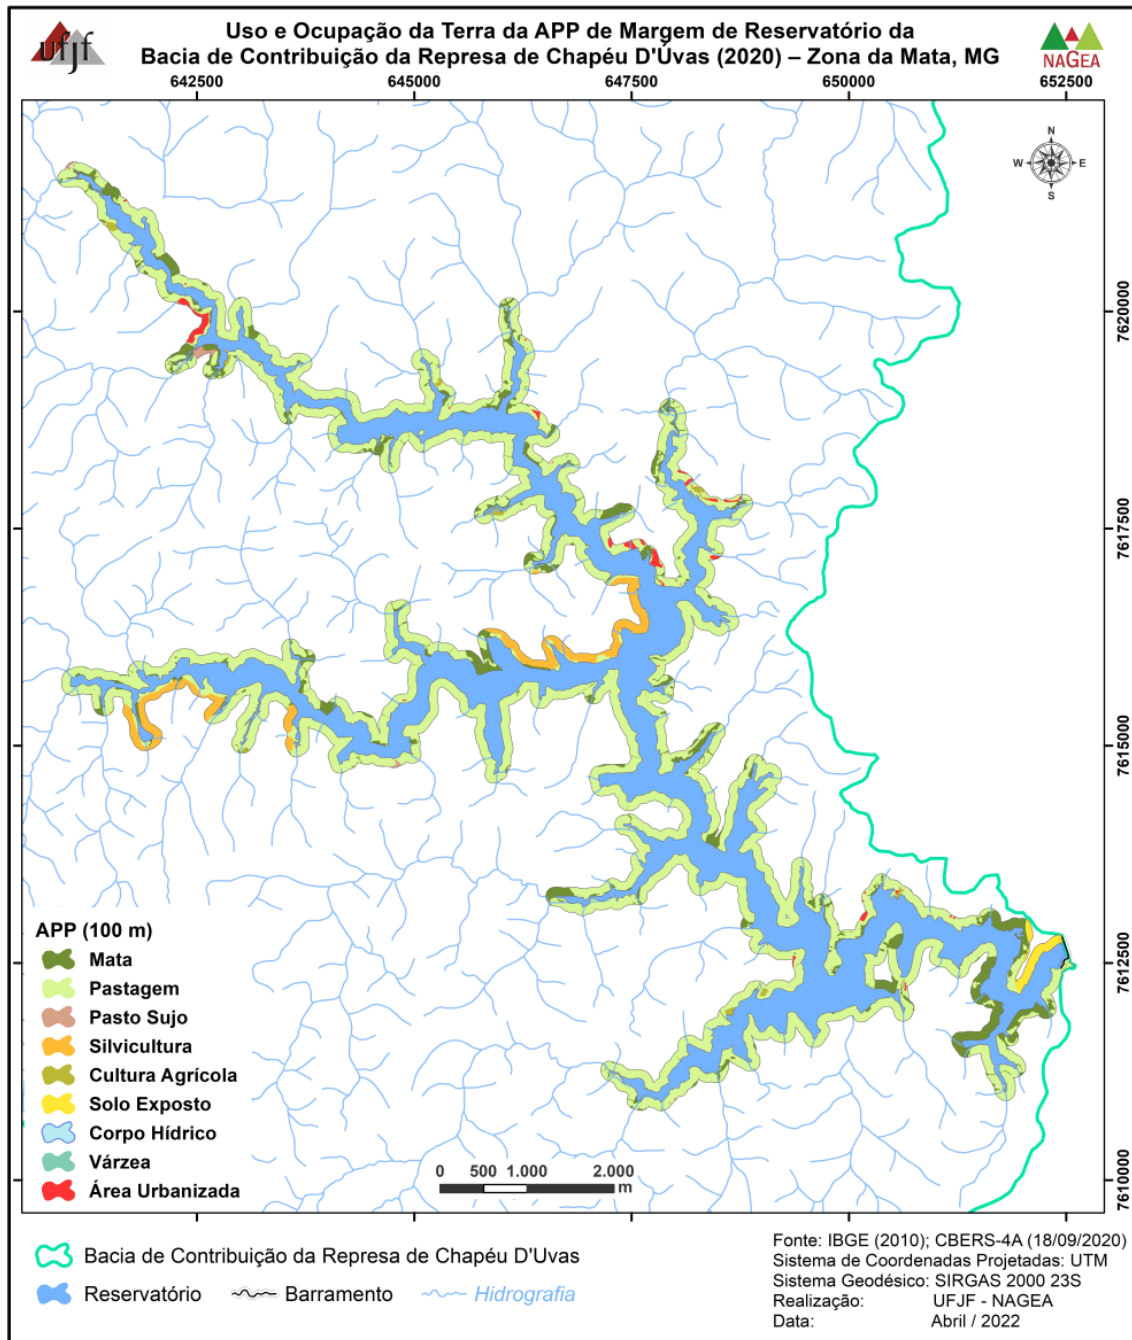 Uso e Ocupação da Terra da APP de Margem de Reservatório da
Bacia de Contribuição da Represa de Chapéu D'Úvas (2020) – Zona da Mata, MG
ufjf
NAGEA
642500
645000
647500
650000
652500
N
W
E
S
620000
7617500
7615000
7612500
7610000
APP (100 m)
Mata
Pastagem
Pasto Sujo
Silvicultura
Cultura Agrícola
Solo Exposto
Corpo Hídrico
Várzea
Área Urbanizada
0 500 1.000 2.000
m
Bacia de Contribuição da Represa de Chapéu D'Uvas
Reservatório
Barramento
Hidrografia
Fonte: IBGE (2010); CBERS-4A (18/09/2020)
Sistema de Coordenadas Projetadas: UTM
Sistema Geodésico: SIRGAS 2000 23S
Realização: UFJF - NAGEA
Data: Abril / 2022